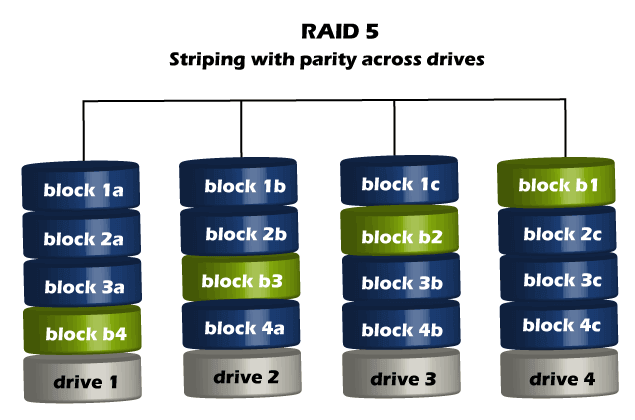 RAID 5
Striping with parity across drives
block 1a
block 2a
block 3a
block b4
drive 1
block 1b
block 2b
block b3
block 4a
drive 2
block 1c
block b2
block 3b
block 4b
drive 3
block b1
block 2c
block 3c
block 4c
drive 4